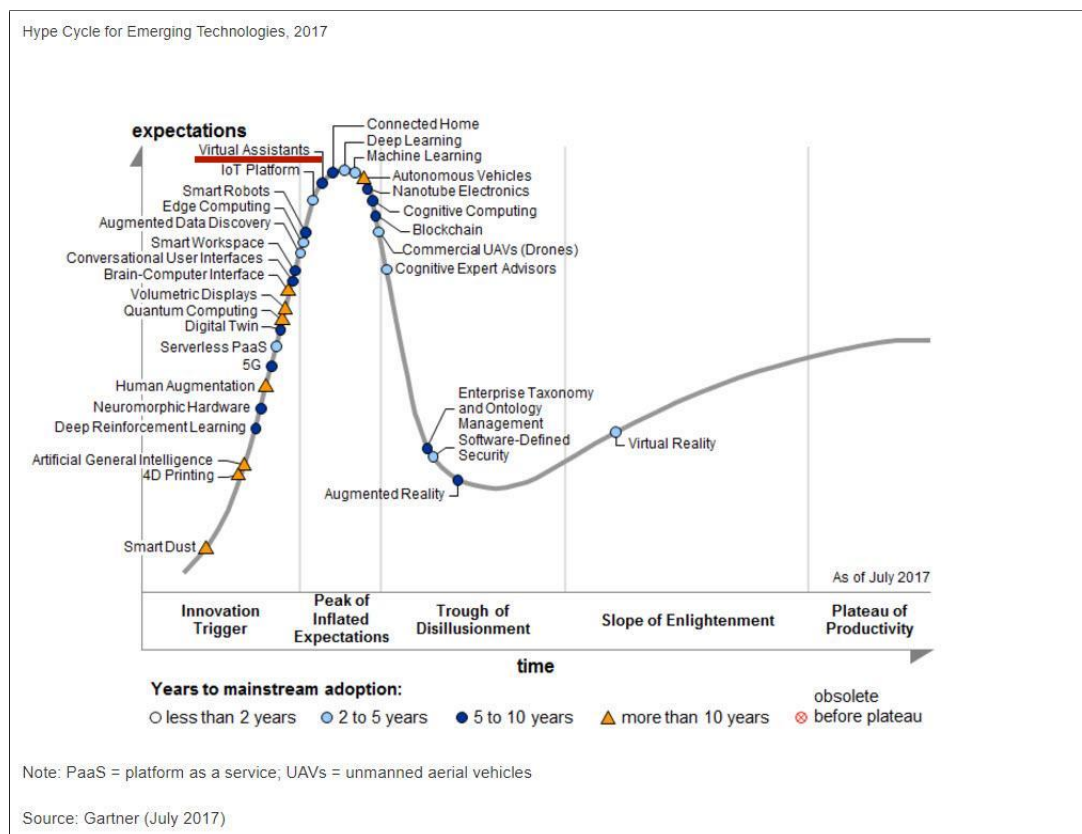 Hype Cycle for Emerging Technologies, 2017
expectations
Connected Home
Deep Learning
Virtual Assistants
Machine Learning
IoT Platform
Autonomous Vehicles
Smart Robots
Nanotube Electronics
Edge Computing
Cognitive Computing
Augmented Data Discovery
Blockchain
Smart Workspace
Commercial UAVs (Drones)
Conversational User Interfaces
Cognitive Expert Advisors
Brain-Computer Interface
Volumetric Displays
Quantum Computing
Digital Twin
Serverless PaaS
5G
Human Augmentation
Neuromorphic Hardware
Deep Reinforcement Learning
Artificial General Intelligence
4D Printing
Smart Dust
Enterprise Taxonomy
and Ontology
Management
Software-Defined
Security
Augmented Reality
Virtual Reality
As of July 2017
Innovation
Trigger
Peak of
Inflated
Expectations
Trough of
Disillusionment
Slope of Enlightenment
Plateau of
Productivity
time
Years to mainstream adoption:
less than 2 years
2 to 5 years
5 to 10 years
more than 10 years
obsolete
before plateau
Note: PaaS = platform as a service; UAVs = unmanned aerial vehicles
Source: Gartner (July 2017)